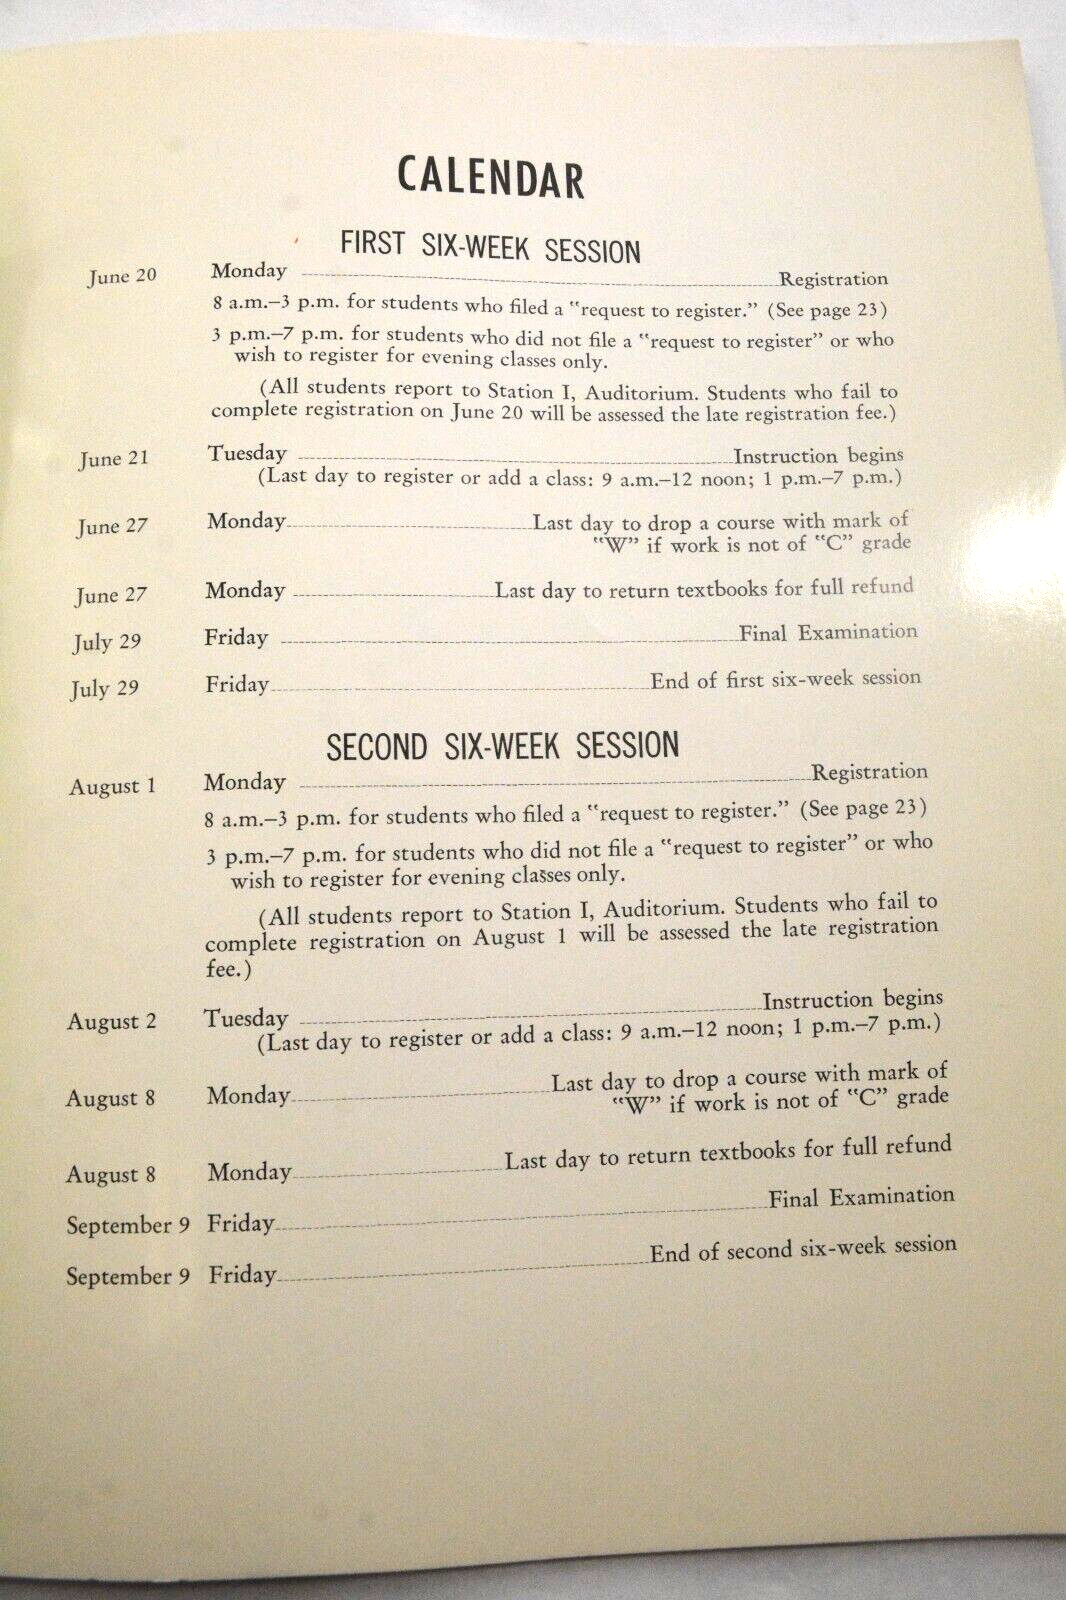 CALENDAR
FIRST SIX-WEEK SESSION
June 20 Monday Registration
8 a.m.–3 p.m. for students who filed a "request to register." (See page 23)
3 p.m.–7 p.m. for students who did not file a "request to register" or who
wish to register for evening classes only.
(All students report to Station I, Auditorium. Students who fail to
complete registration on June 20 will be assessed the late registration fee.)
June 21 Tuesday Instruction begins
(Last day to register or add a class: 9 a.m.–12 noon; 1 p.m.–7 p.m.)
June 27 Monday Last day to drop a course with mark of
"W" if work is not of "C" grade
June 27 Monday Last day to return textbooks for full refund
July 29 Friday Final Examination
July 29 Friday End of first six-week session
SECOND SIX-WEEK SESSION
August 1 Monday Registration
8 a.m.–3 p.m. for students who filed a "request to register." (See page 23)
3 p.m.–7 p.m. for students who did not file a "request to register" or who
wish to register for evening classes only.
(All students report to Station I, Auditorium. Students who fail to
complete registration on August 1 will be assessed the late registration
fee.)
August 2 Tuesday Instruction begins
(Last day to register or add a class: 9 a.m.–12 noon; 1 p.m.–7 p.m.)
August 8 Monday Last day to drop a course with mark of
"W" if work is not of "C" grade
August 8 Monday Last day to return textbooks for full refund
September 9 Friday Final Examination
September 9 Friday End of second six-week session